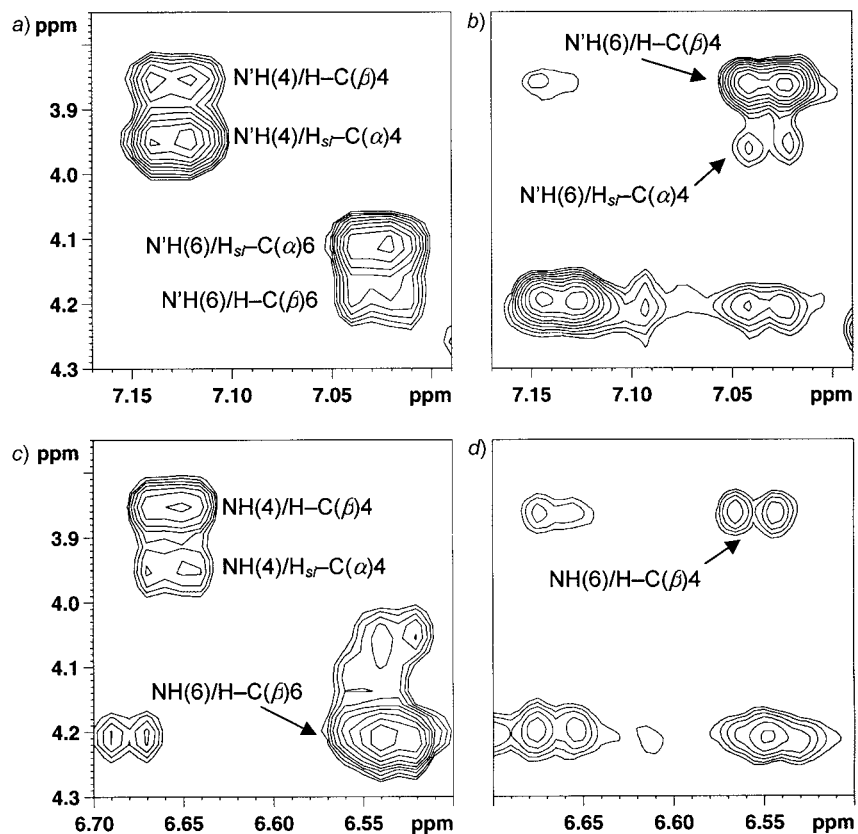 a) ppm
3.9
4.0
4.1
4.2
4.3
N'H(4)/H–C(β)4
N'H(4)/Hsi–C(α)4
N'H(6)/Hsi–C(α)6
N'H(6)/H–C(β)6
7.15 7.10 7.05 ppm
b)
N'H(6)/H–C(β)4
N'H(6)/Hsi–C(α)4
7.15 7.10 7.05 ppm
c) ppm
3.9
4.0
4.1
4.2
4.3
NH(4)/H–C(β)4
NH(4)/Hsi–C(α)4
NH(6)/H–C(β)6
6.70 6.65 6.60 6.55 ppm
d)
NH(6)/H–C(β)4
6.65 6.60 6.55 ppm